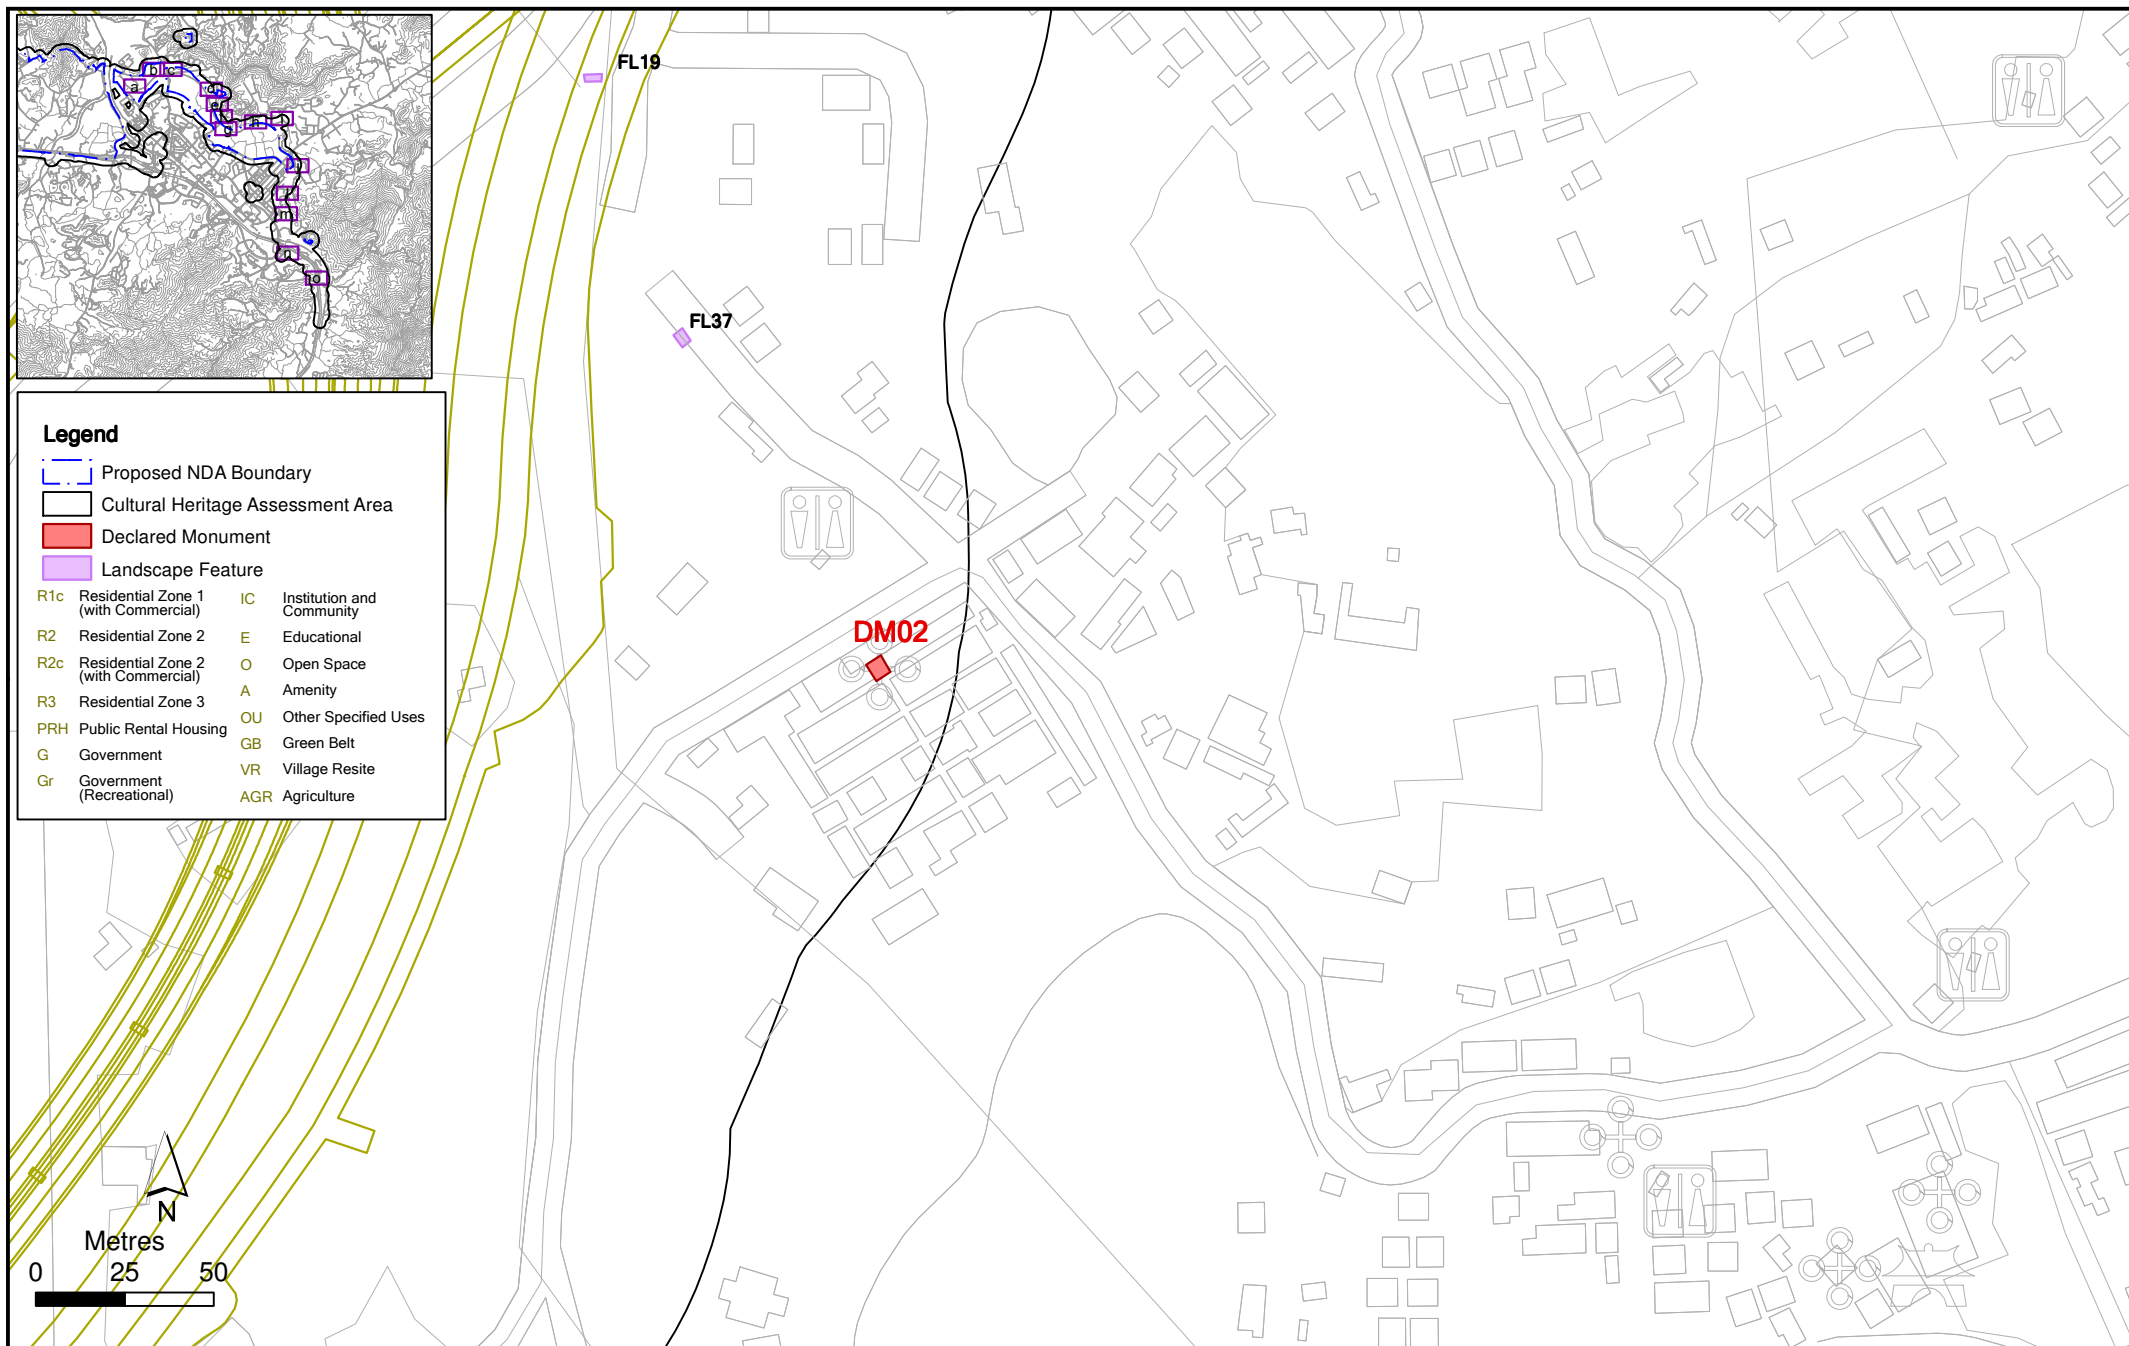 FL19
FL37
DM02
a
b
c
d
e
g
h
i
j
l
m
n
o
Legend
Proposed NDA Boundary
Cultural Heritage Assessment Area
Declared Monument
Landscape Feature
R1c Residential Zone 1
(with Commercial)
R2 Residential Zone 2
R2c Residential Zone 2
(with Commercial)
R3 Residential Zone 3
PRH Public Rental Housing
G Government
Gr Government
(Recreational)
IC Institution and
Community
E Educational
O Open Space
A Amenity
OU Other Specified Uses
GB Green Belt
VR Village Resite
AGR Agriculture
N
Metres
0 25 50